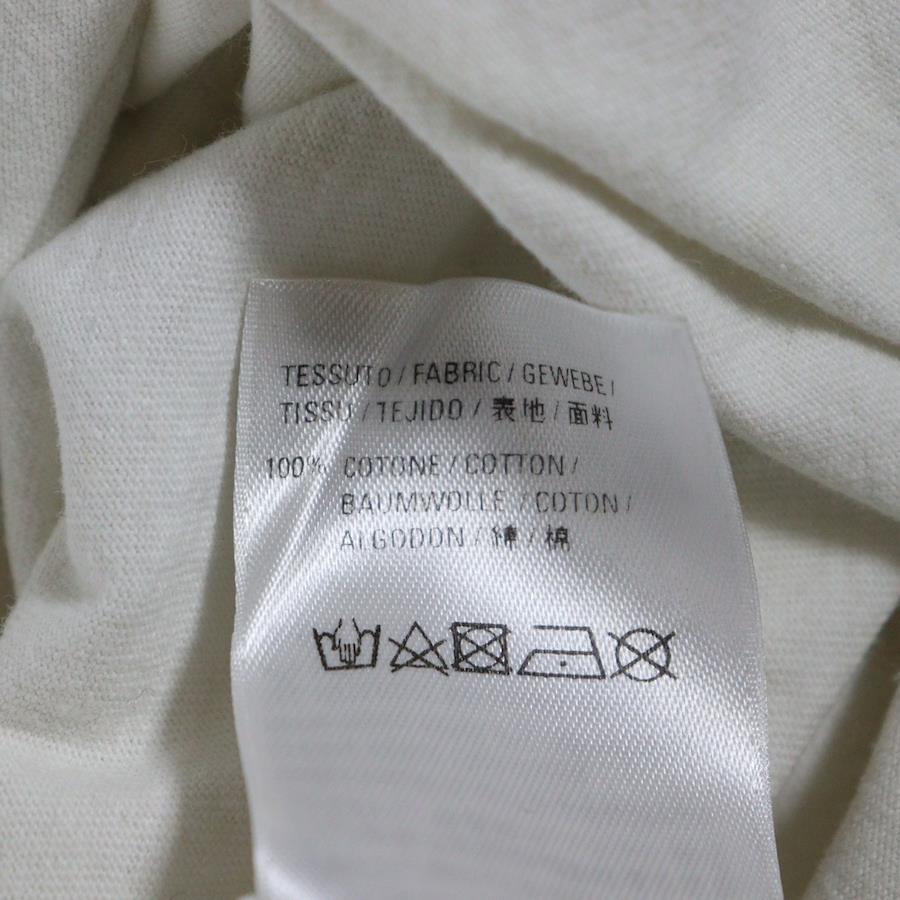 TESSUTO / FABRIC / GEWEBE /
TISSU / TEJIDO / 表地 / 面料
100% COTONE / COTTON /
BAUMWOLLE / COTON /
ALGODON / 綿 / 棉